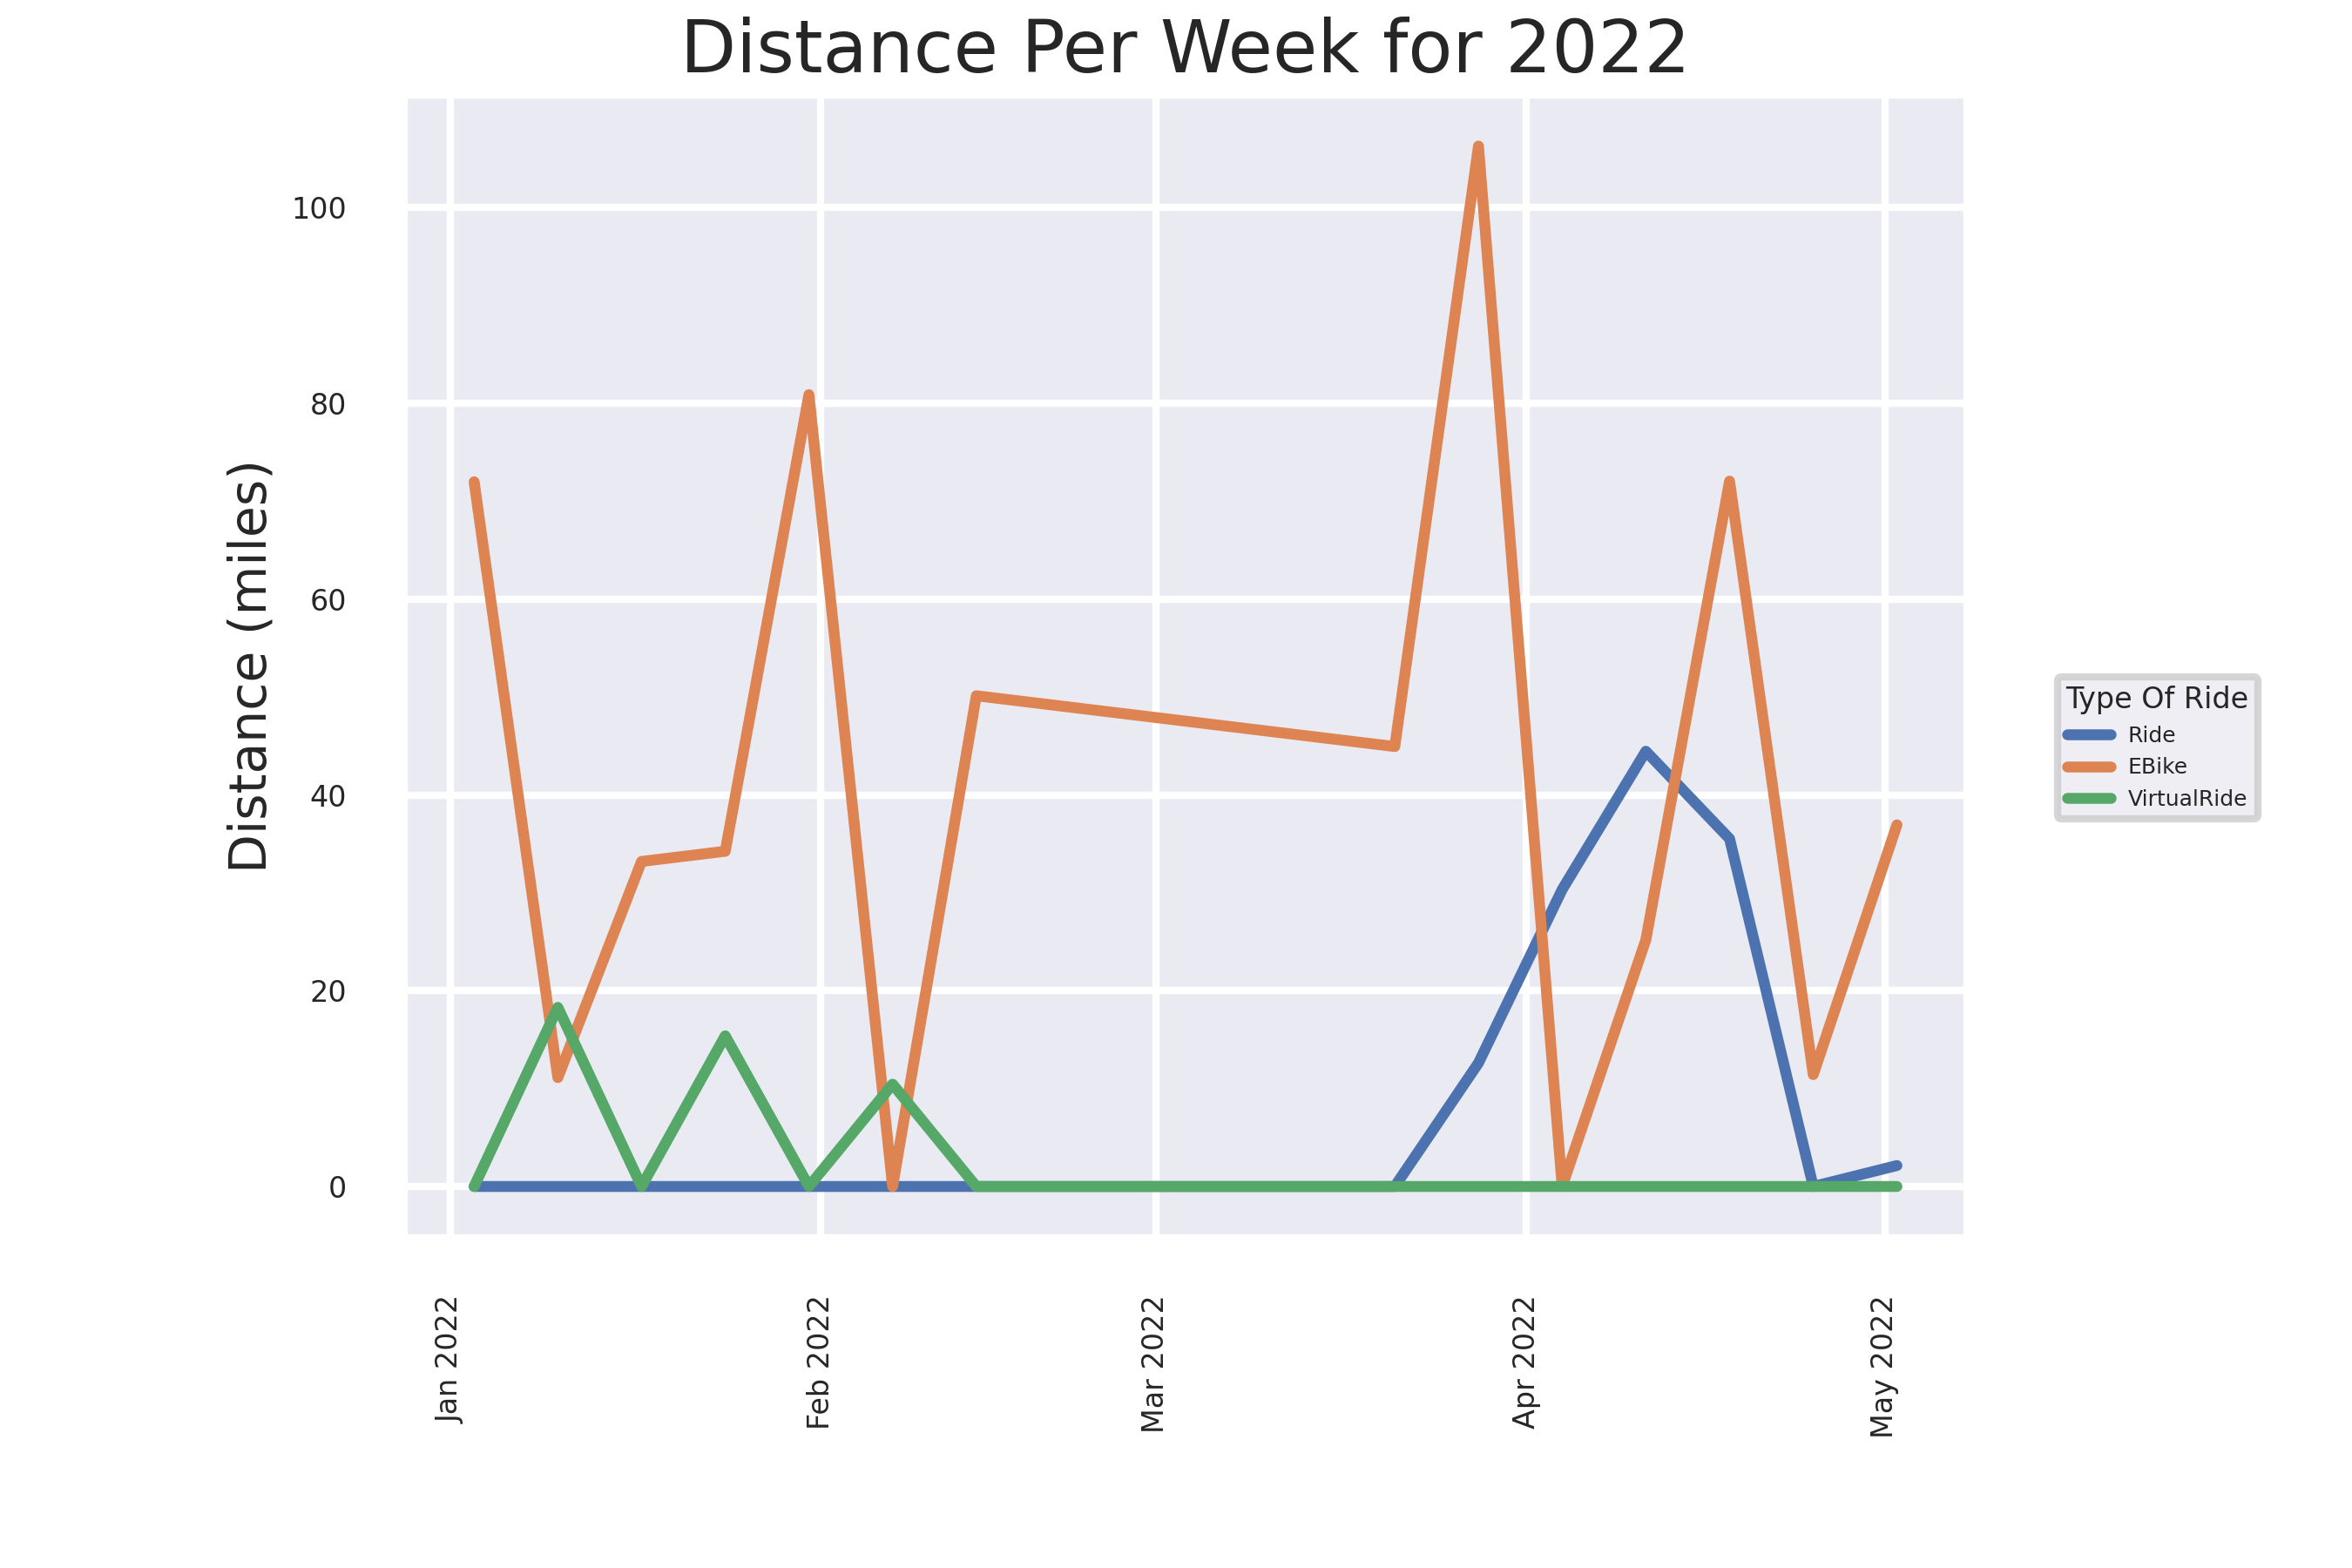 Distance Per Week for 2022
Distance (miles)
100
80
60
40
20
0
Jan 2022
Feb 2022
Mar 2022
Apr 2022
May 2022
Type Of Ride
Ride
EBike
VirtualRide